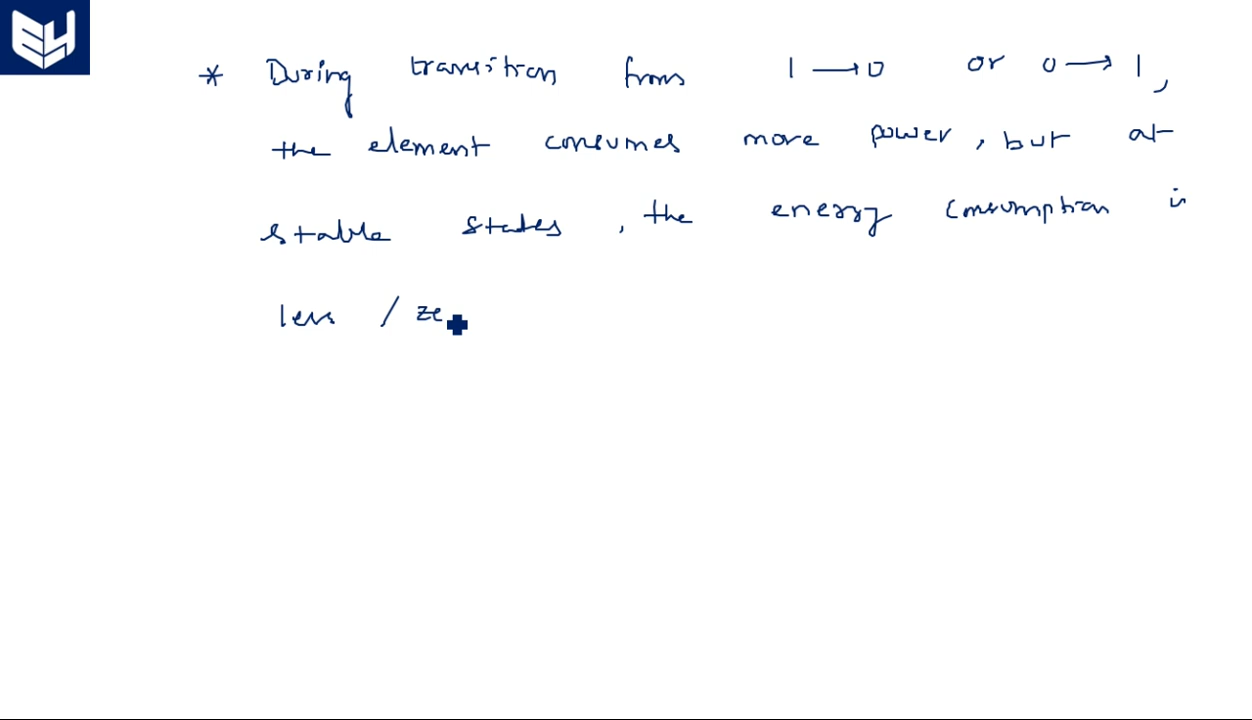 * During transition from 1 → 0 or 0 → 1,
the element consumes more power, but at
stable states, the energy consumption is
less / ze